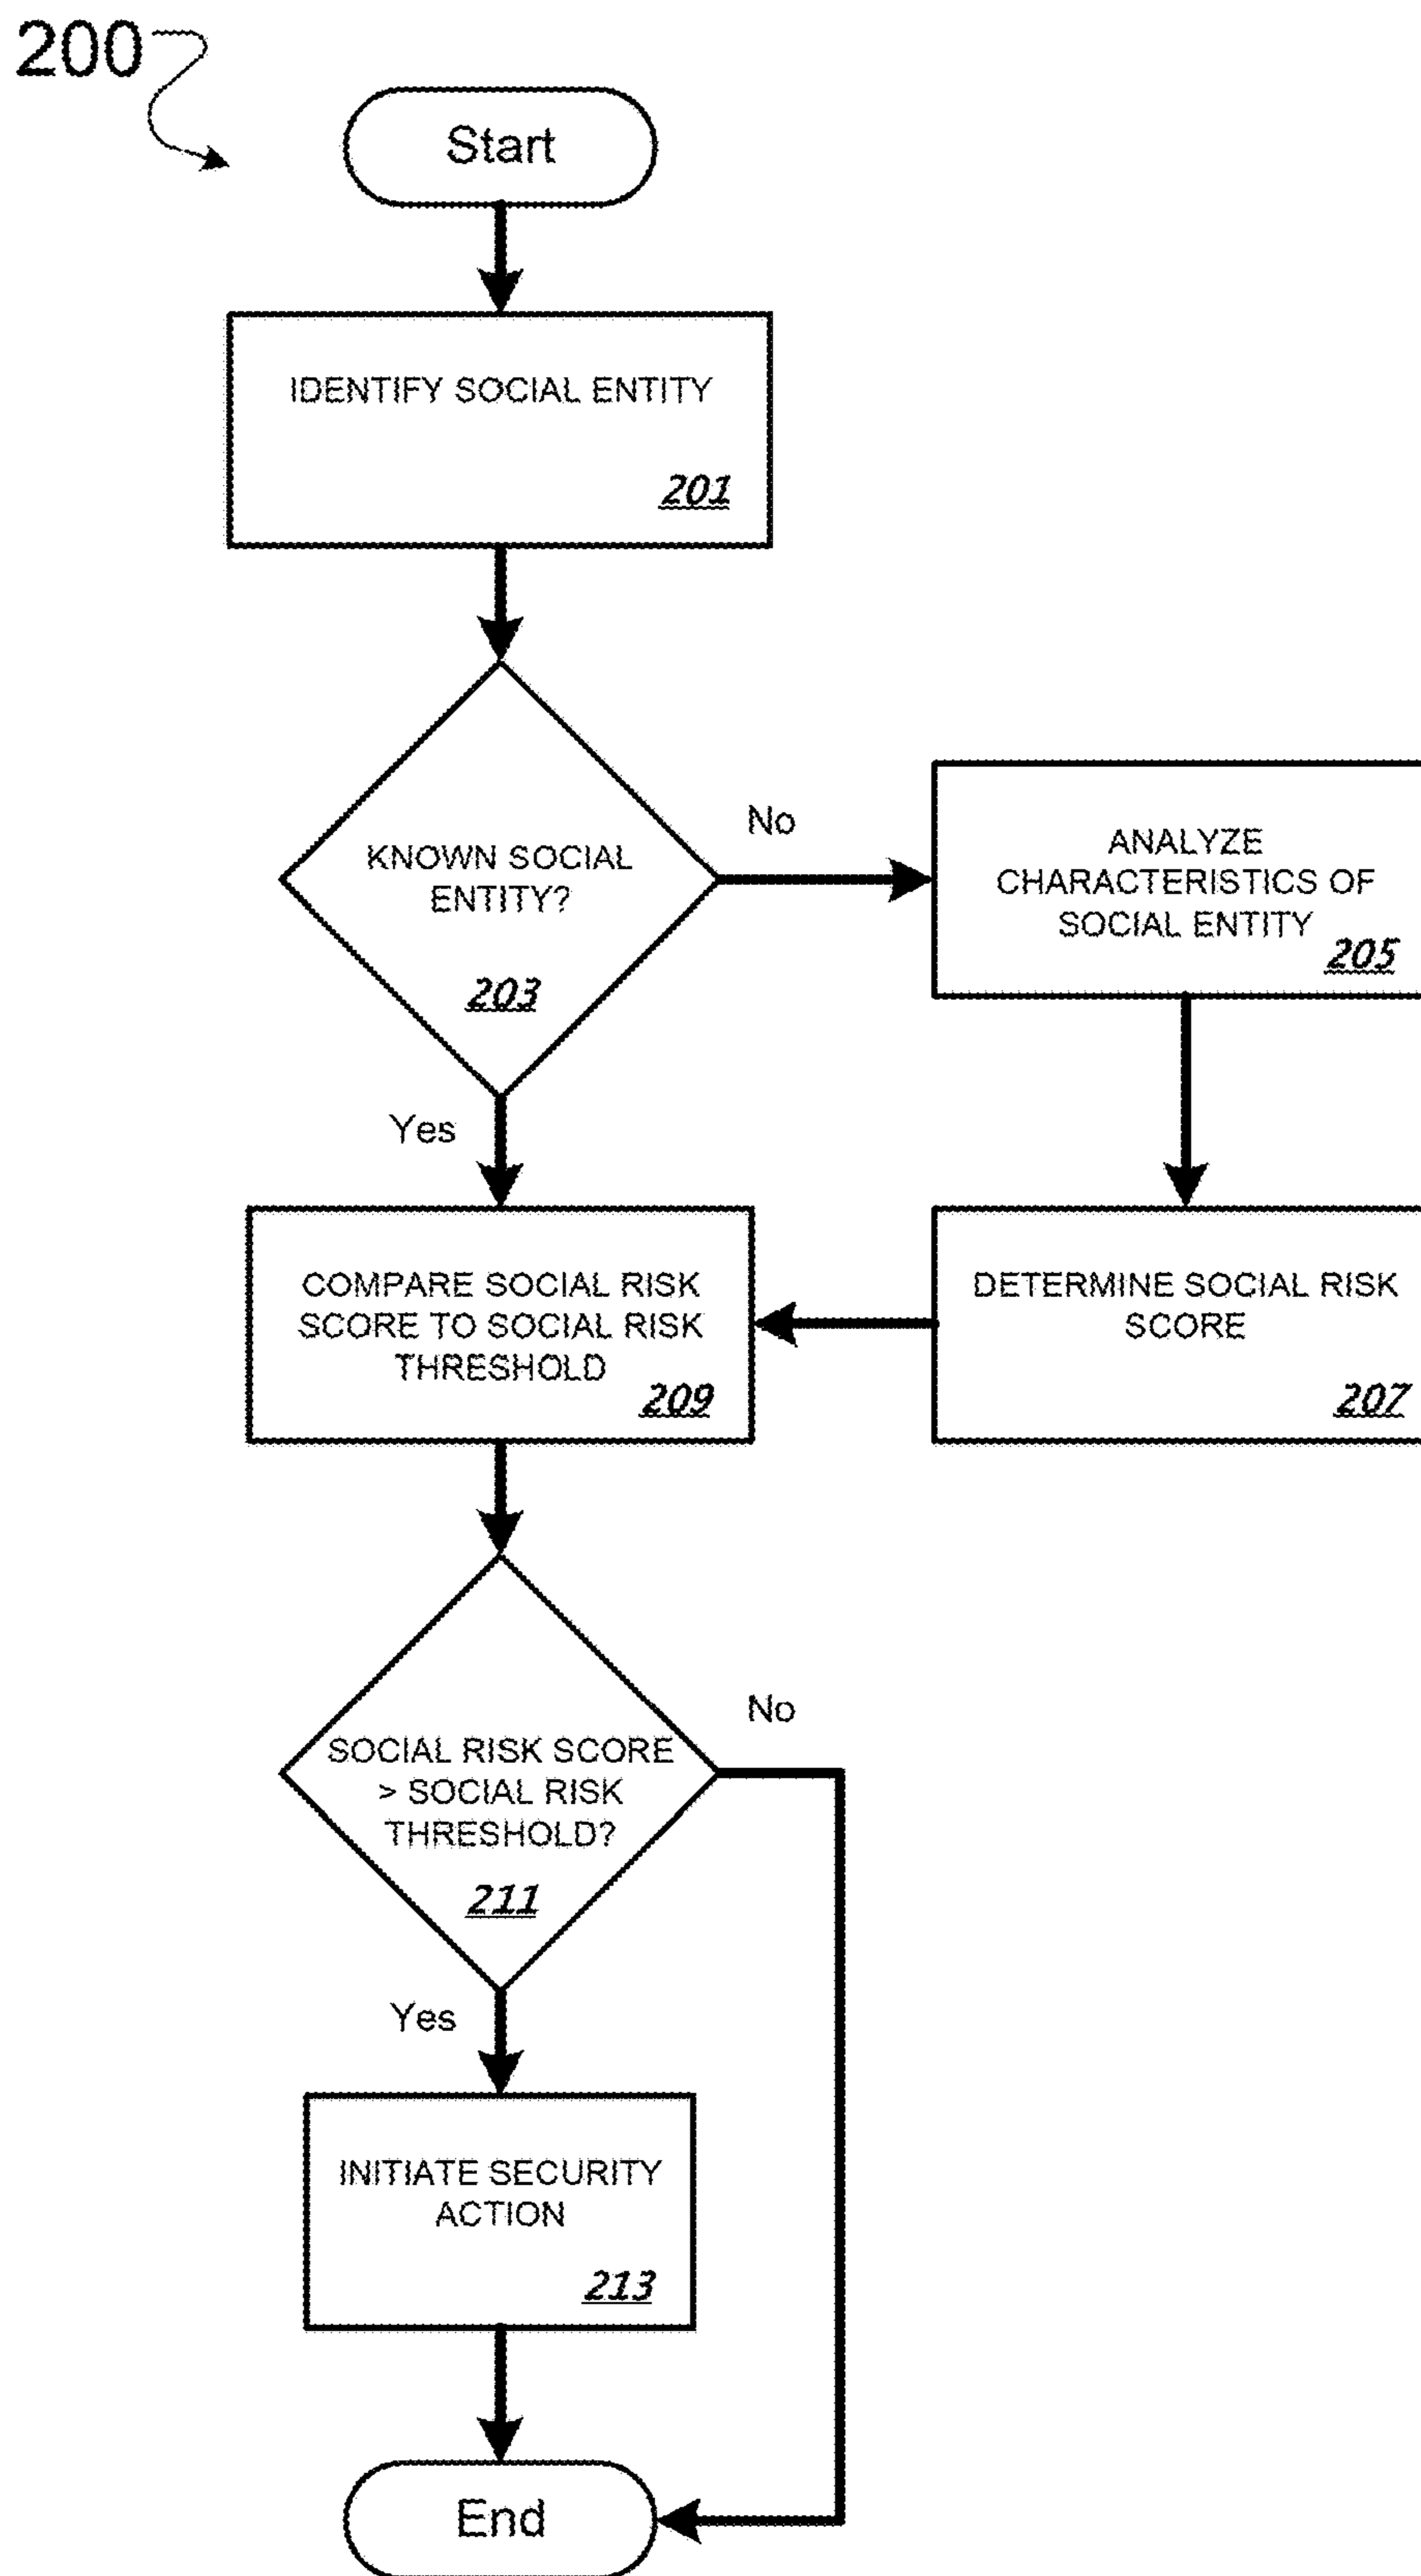 200
Start
IDENTIFY SOCIAL ENTITY
201
KNOWN SOCIAL
ENTITY?
203
No
Yes
ANALYZE
CHARACTERISTICS OF
SOCIAL ENTITY
205
DETERMINE SOCIAL RISK
SCORE
207
COMPARE SOCIAL RISK
SCORE TO SOCIAL RISK
THRESHOLD
209
SOCIAL RISK SCORE
> SOCIAL RISK
THRESHOLD?
211
No
Yes
INITIATE SECURITY
ACTION
213
End